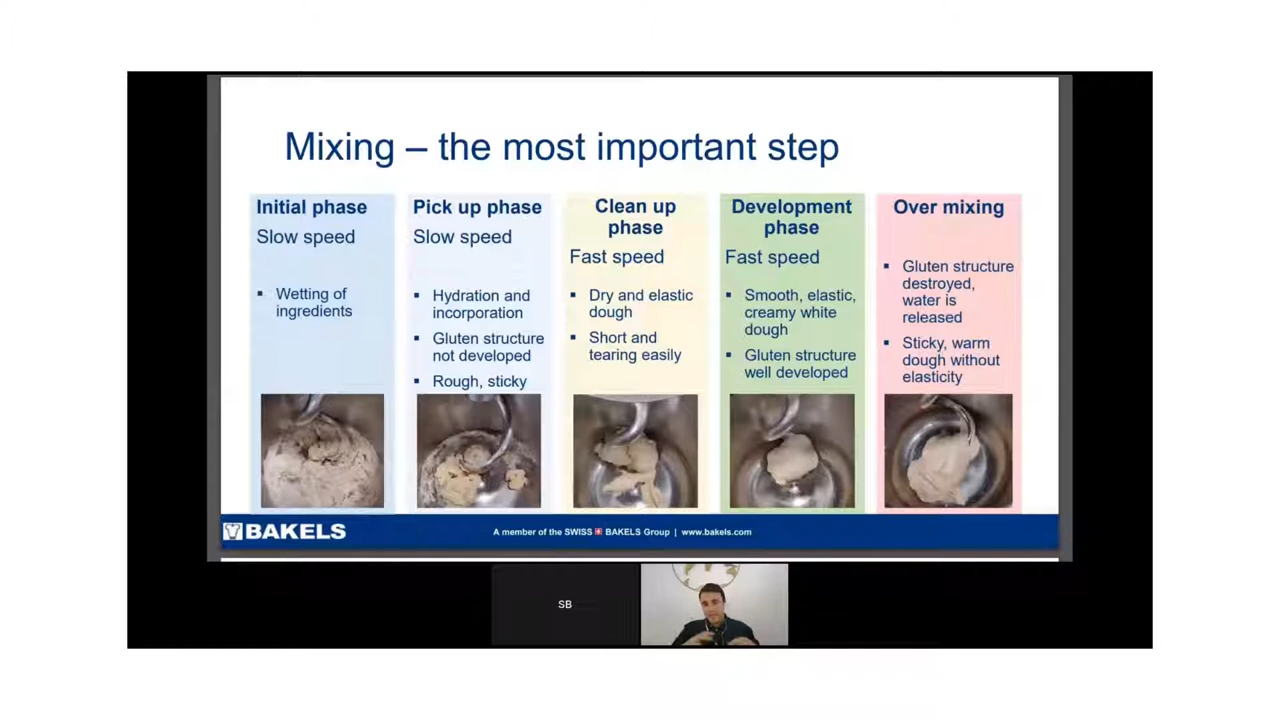 Mixing – the most important step
Initial phase
Slow speed
▪ Wetting of
ingredients
Pick up phase
Slow speed
▪ Hydration and
incorporation
▪ Gluten structure
not developed
▪ Rough, sticky
Clean up
phase
Fast speed
▪ Dry and elastic
dough
▪ Short and
tearing easily
Development
phase
Fast speed
▪ Smooth, elastic,
creamy white
dough
▪ Gluten structure
well developed
Over mixing
▪ Gluten structure
destroyed,
water is
released
▪ Sticky, warm
dough without
elasticity
BAKELS
A member of the SWISS BAKELS Group | www.bakels.com
SB